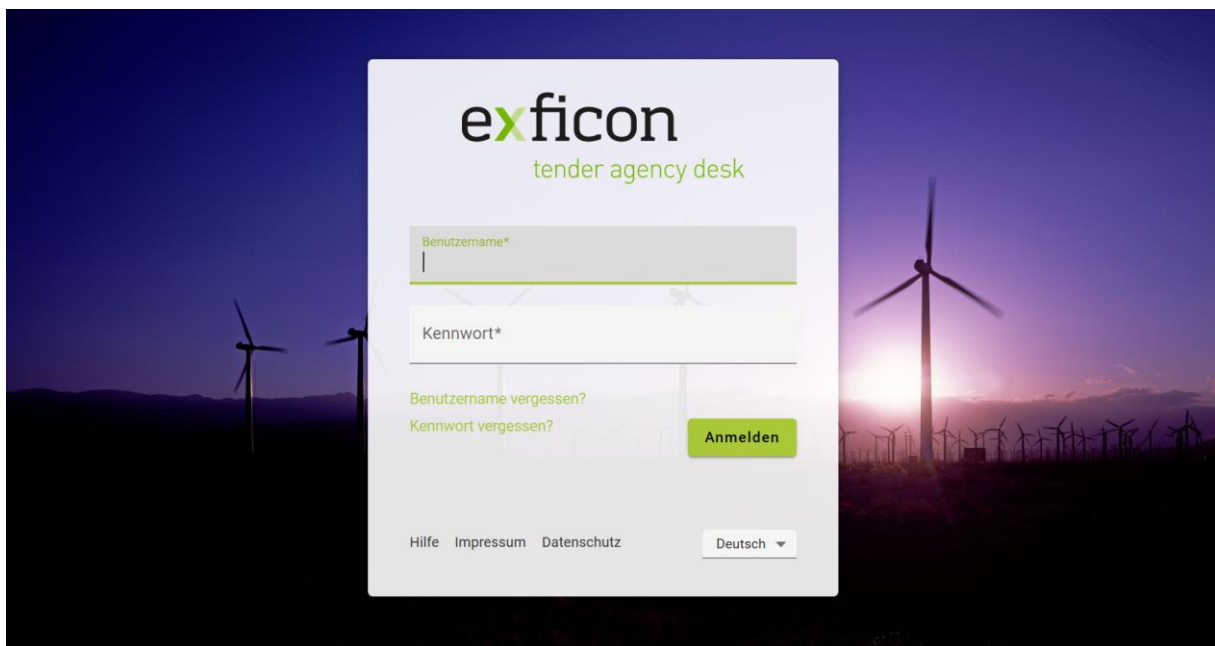 exficon
tender agency desk
Benutzername*
Kennwort*
Benutzername vergessen?
Kennwort vergessen?
Anmelden
Hilfe Impressum Datenschutz Deutsch